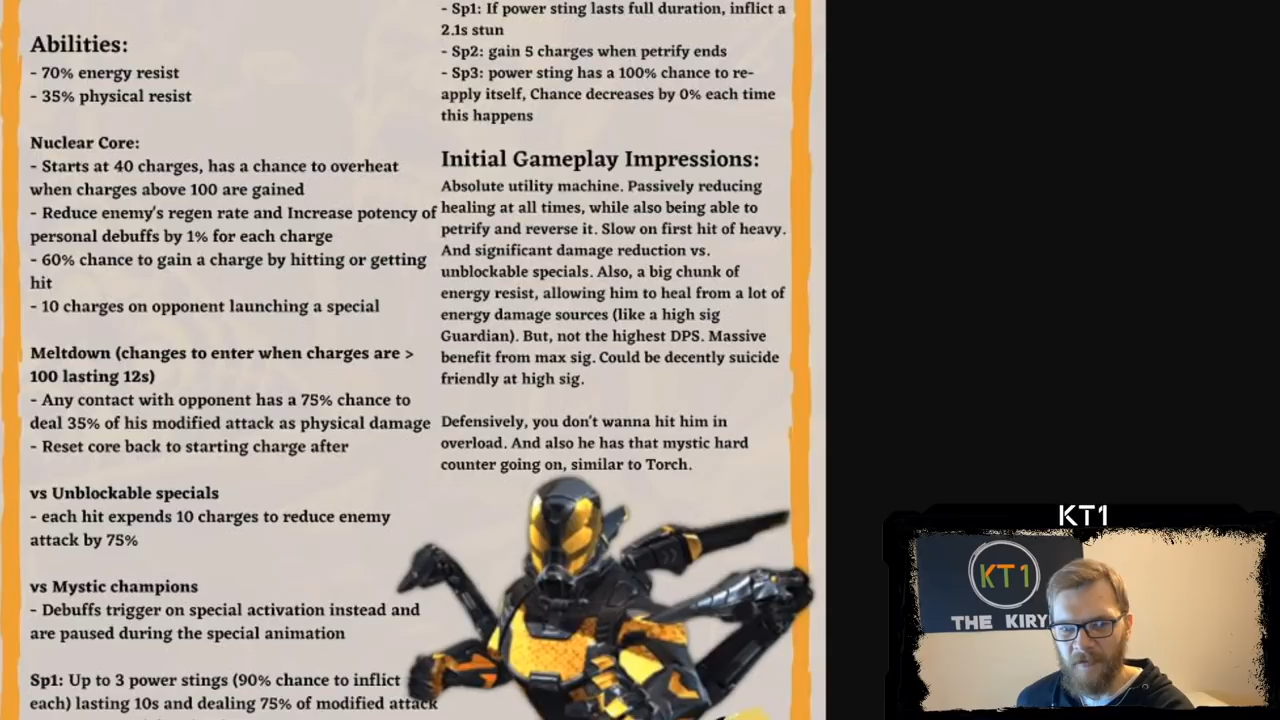 Abilities:
- 70% energy resist
- 35% physical resist
Nuclear Core:
- Starts at 40 charges, has a chance to overheat
when charges above 100 are gained
- Reduce enemy's regen rate and Increase potency of
personal debuffs by 1% for each charge
- 60% chance to gain a charge by hitting or getting
hit
- 10 charges on opponent launching a special
Meltdown (changes to enter when charges are >
100 lasting 12s)
- Any contact with opponent has a 75% chance to
deal 35% of his modified attack as physical damage
- Reset core back to starting charge after
vs Unblockable specials
- each hit expends 10 charges to reduce enemy
attack by 75%
vs Mystic champions
- Debuffs trigger on special activation instead and
are paused during the special animation
Sp1: Up to 3 power stings (90% chance to inflict
each) lasting 10s and dealing 75% of modified attack
- Sp1: If power sting lasts full duration, inflict a
2.1s stun
- Sp2: gain 5 charges when petrify ends
- Sp3: power sting has a 100% chance to re-
apply itself, Chance decreases by 0% each time
this happens
Initial Gameplay Impressions:
Absolute utility machine. Passively reducing
healing at all times, while also being able to
petrify and reverse it. Slow on first hit of heavy.
And significant damage reduction vs.
unblockable specials. Also, a big chunk of
energy resist, allowing him to heal from a lot of
energy damage sources (like a high sig
Guardian). But, not the highest DPS. Massive
benefit from max sig. Could be decently suicide
friendly at high sig.
Defensively, you don't wanna hit him in
overload. And also he has that mystic hard
counter going on, similar to Torch.
KT1
KT1
THE KIRY